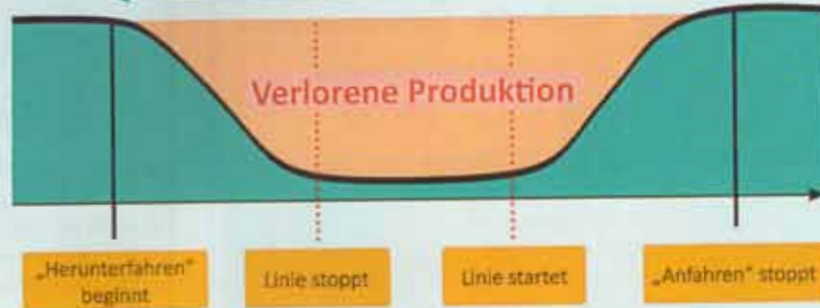 Verlorene Produktion
„Herunterfahren"
beginnt
Linie stoppt
Linie startet
„Anfahren" stoppt